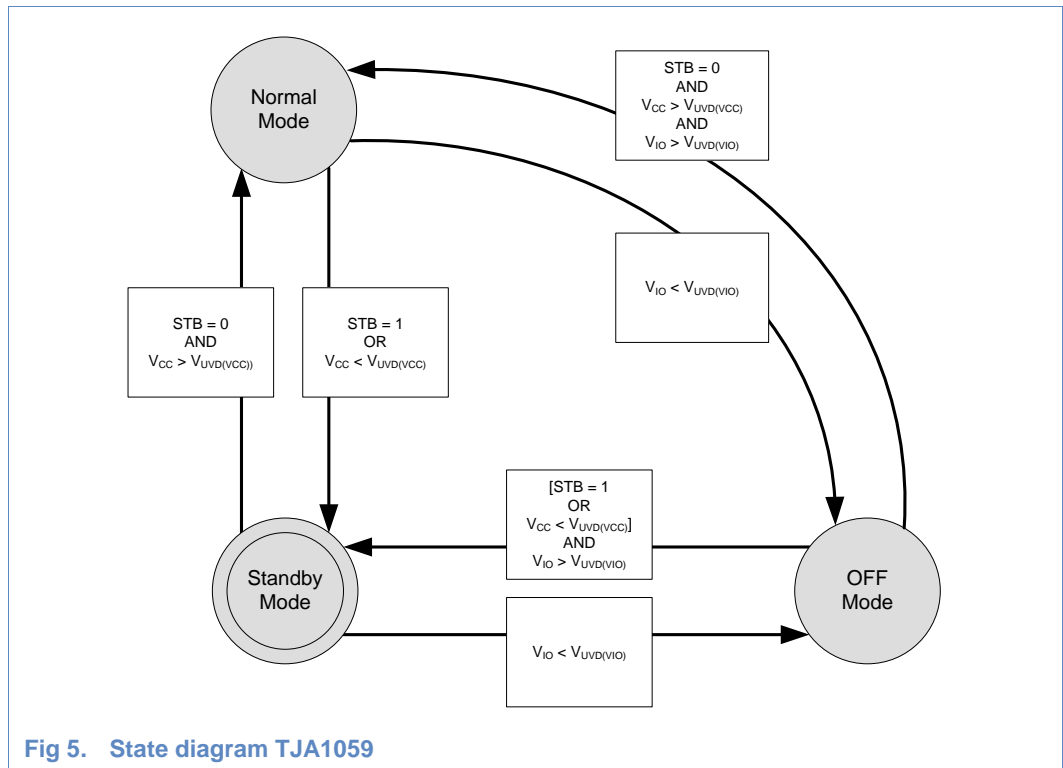 Normal
Mode
STB = 0
AND
VCC > VUVD(VCC)
AND
VIO > VUVD(VIO)
VIO < VUVD(VIO)
STB = 0
AND
VCC > VUVD(VCC))
STB = 1
OR
VCC < VUVD(VCC)
[STB = 1
OR
VCC < VUVD(VCC)]
AND
VIO > VUVD(VIO)
Standby
Mode
OFF
Mode
VIO < VUVD(VIO)
Fig 5. State diagram TJA1059